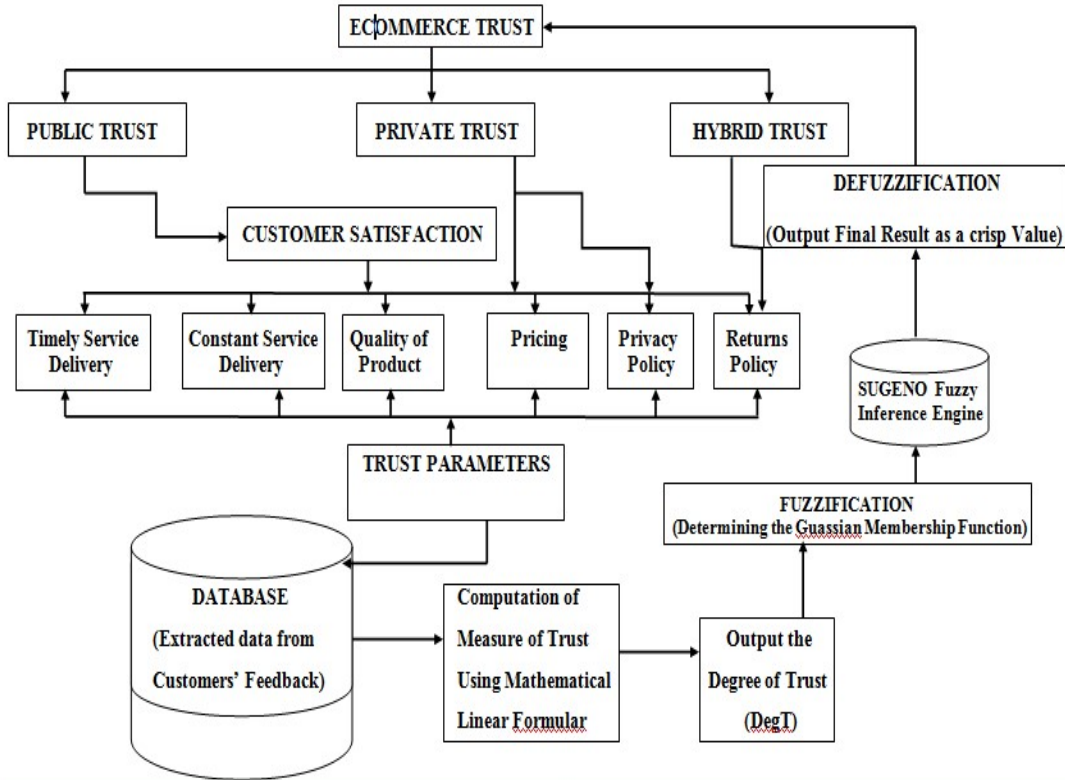 ECOMMERCE TRUST
PUBLIC TRUST
PRIVATE TRUST
HYBRID TRUST
DEFUZZIFICATION
(Output Final Result as a crisp Value)
CUSTOMER SATISFACTION
Timely Service
Delivery
Constant Service
Delivery
Quality of
Product
Pricing
Privacy
Policy
Returns
Policy
SUGENO Fuzzy
Inference Engine
TRUST PARAMETERS
FUZZIFICATION
(Determining the Guassian Membership Function)
DATABASE
(Extracted data from
Customers' Feedback)
Computation of
Measure of Trust
Using Mathematical
Linear Formular
Output the
Degree of Trust
(DegT)